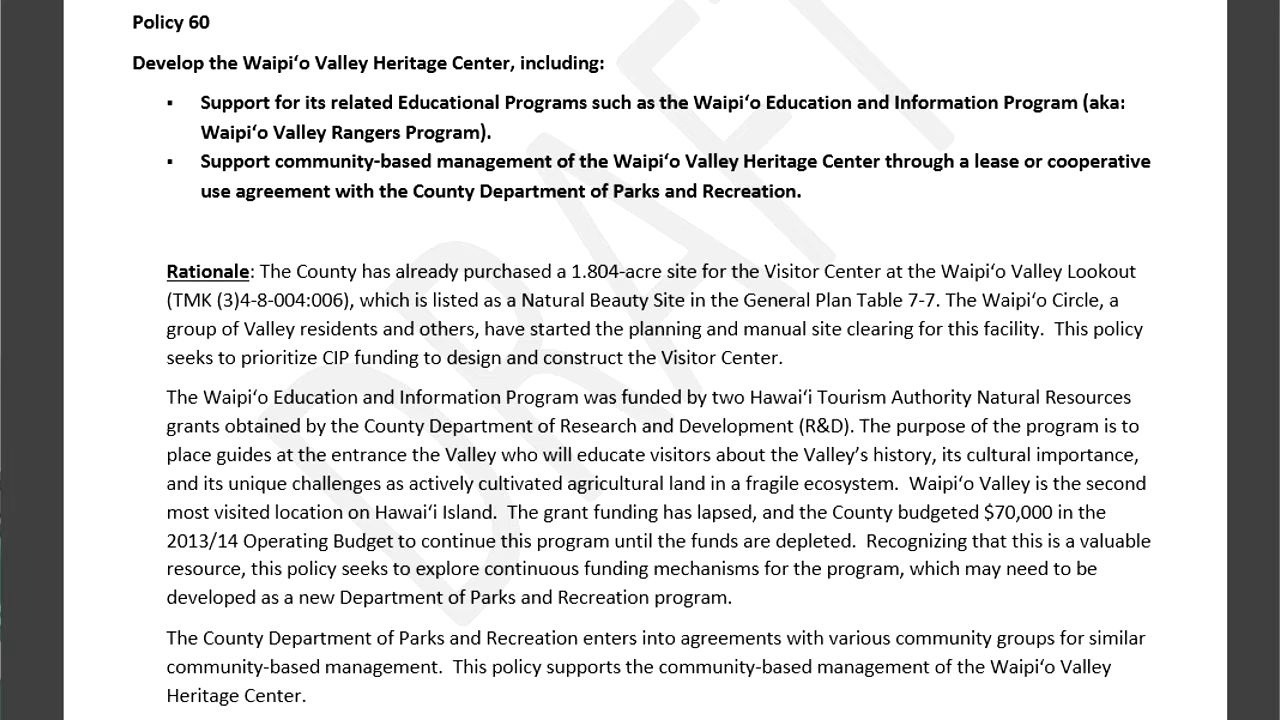 Policy 60
Develop the Waipiʻo Valley Heritage Center, including:
▪ Support for its related Educational Programs such as the Waipiʻo Education and Information Program (aka:
Waipiʻo Valley Rangers Program).
▪ Support community-based management of the Waipiʻo Valley Heritage Center through a lease or cooperative
use agreement with the County Department of Parks and Recreation.
Rationale: The County has already purchased a 1.804-acre site for the Visitor Center at the Waipiʻo Valley Lookout
(TMK (3)4-8-004:006), which is listed as a Natural Beauty Site in the General Plan Table 7-7. The Waipiʻo Circle, a
group of Valley residents and others, have started the planning and manual site clearing for this facility.  This policy
seeks to prioritize CIP funding to design and construct the Visitor Center.
The Waipiʻo Education and Information Program was funded by two Hawaiʻi Tourism Authority Natural Resources
grants obtained by the County Department of Research and Development (R&D). The purpose of the program is to
place guides at the entrance the Valley who will educate visitors about the Valley’s history, its cultural importance,
and its unique challenges as actively cultivated agricultural land in a fragile ecosystem.  Waipiʻo Valley is the second
most visited location on Hawaiʻi Island.  The grant funding has lapsed, and the County budgeted $70,000 in the
2013/14 Operating Budget to continue this program until the funds are depleted.  Recognizing that this is a valuable
resource, this policy seeks to explore continuous funding mechanisms for the program, which may need to be
developed as a new Department of Parks and Recreation program.
The County Department of Parks and Recreation enters into agreements with various community groups for similar
community-based management.  This policy supports the community-based management of the Waipiʻo Valley
Heritage Center.
DRAFT